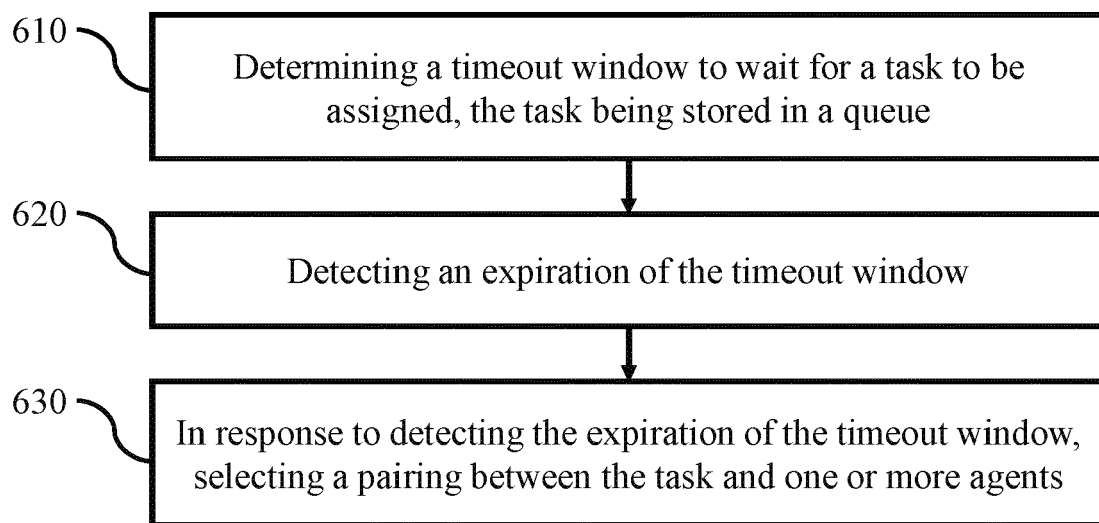 610
Determining a timeout window to wait for a task to be
assigned, the task being stored in a queue
620
Detecting an expiration of the timeout window
630
In response to detecting the expiration of the timeout window,
selecting a pairing between the task and one or more agents